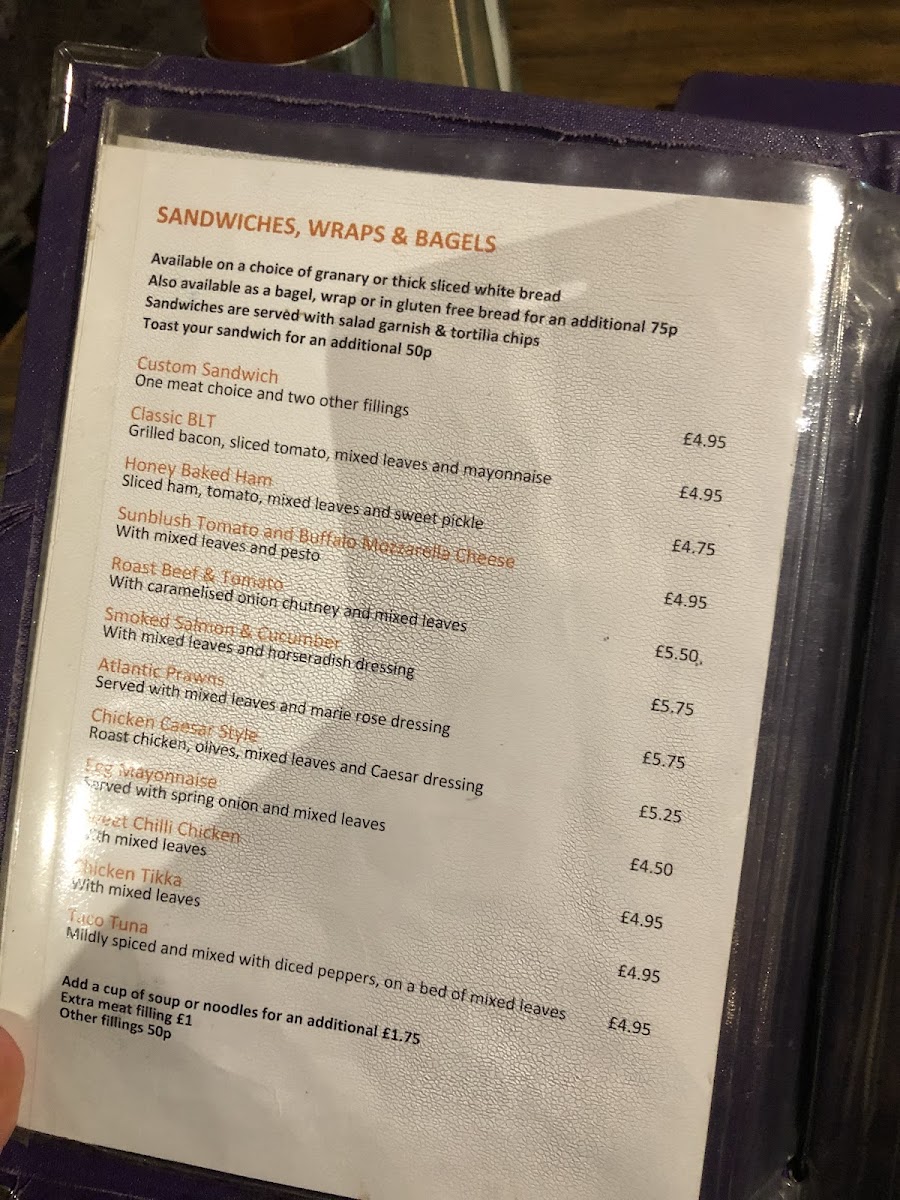 SANDWICHES, WRAPS & BAGELS
Available on a choice of granary or thick sliced white bread
Also available as a bagel, wrap or in gluten free bread for an additional 75p
Sandwiches are served with salad garnish & tortilia chips
Toast your sandwich for an additional 50p
Custom Sandwich
One meat choice and two other fillings £4.95
Classic BLT
Grilled bacon, sliced tomato, mixed leaves and mayonnaise £4.95
Honey Baked Ham
Sliced ham, tomato, mixed leaves and sweet pickle £4.75
Sunblush Tomato and Buffalo Mozzarella Cheese
With mixed leaves and pesto £4.95
Roast Beef & Tomato
With caramelised onion chutney and mixed leaves £5.50
Smoked Salmon & Cucumber
With mixed leaves and horseradish dressing £5.75
Atlantic Prawns
Served with mixed leaves and marie rose dressing £5.75
Chicken Caesar Style
Roast chicken, olives, mixed leaves and Caesar dressing £5.25
Egg Mayonnaise
Served with spring onion and mixed leaves £4.50
Sweet Chilli Chicken
With mixed leaves £4.95
Chicken Tikka
With mixed leaves £4.95
Taco Tuna
Mildly spiced and mixed with diced peppers, on a bed of mixed leaves £4.95
Add a cup of soup or noodles for an additional £1.75
Extra meat filling £1
Other fillings 50p